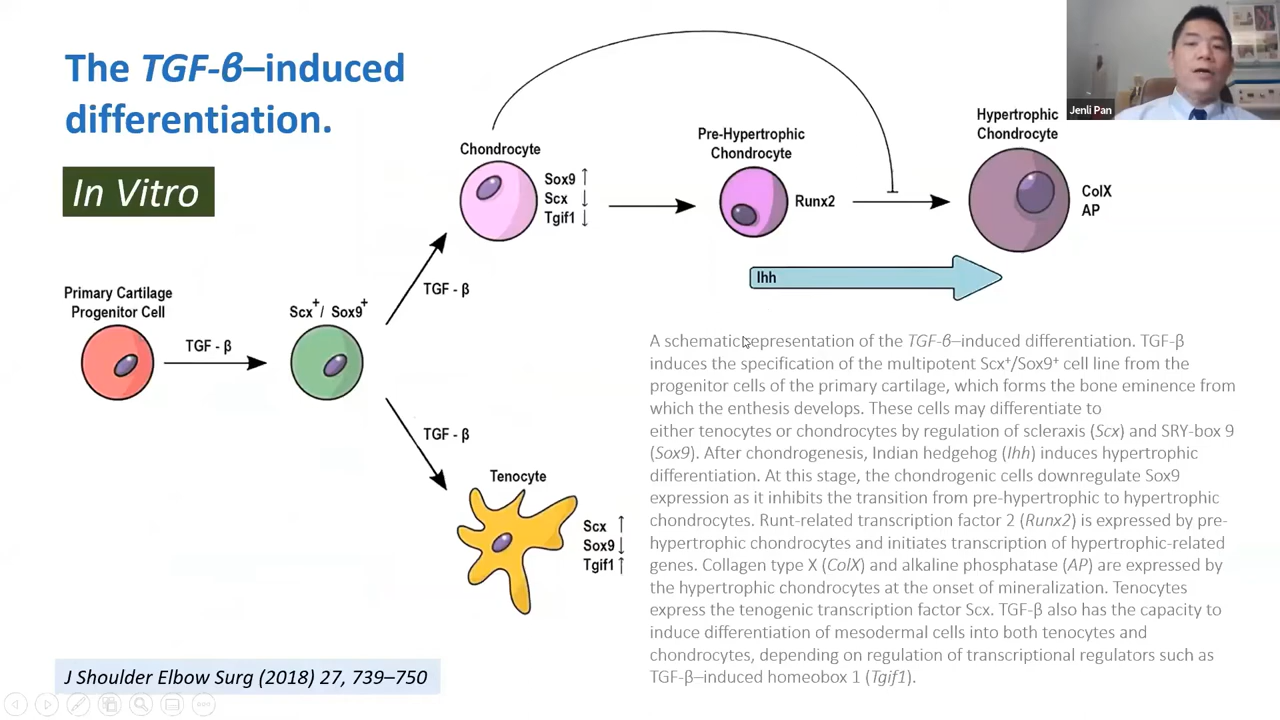 The TGF-β–induced
differentiation.
In Vitro
Jenli Pan
Chondrocyte
Sox9 ↑
Scx ↓
Tgif1 ↓
Pre-Hypertrophic
Chondrocyte
Runx2
Hypertrophic
Chondrocyte
ColX
AP
Ihh
TGF - β
Primary Cartilage
Progenitor Cell
TGF - β
Scx⁺/ Sox9⁺
TGF - β
Tenocyte
Scx ↑
Sox9 ↓
Tgif1 ↑
A schematic representation of the TGF-β–induced differentiation. TGF-β
induces the specification of the multipotent Scx⁺/Sox9⁺ cell line from the
progenitor cells of the primary cartilage, which forms the bone eminence from
which the enthesis develops. These cells may differentiate to
either tenocytes or chondrocytes by regulation of scleraxis (Scx) and SRY-box 9
(Sox9). After chondrogenesis, Indian hedgehog (Ihh) induces hypertrophic
differentiation. At this stage, the chondrogenic cells downregulate Sox9
expression as it inhibits the transition from pre-hypertrophic to hypertrophic
chondrocytes. Runt-related transcription factor 2 (Runx2) is expressed by pre-
hypertrophic chondrocytes and initiates transcription of hypertrophic-related
genes. Collagen type X (ColX) and alkaline phosphatase (AP) are expressed by
the hypertrophic chondrocytes at the onset of mineralization. Tenocytes
express the tenogenic transcription factor Scx. TGF-β also has the capacity to
induce differentiation of mesodermal cells into both tenocytes and
chondrocytes, depending on regulation of transcriptional regulators such as
TGF-β–induced homeobox 1 (Tgif1).
J Shoulder Elbow Surg (2018) 27, 739–750